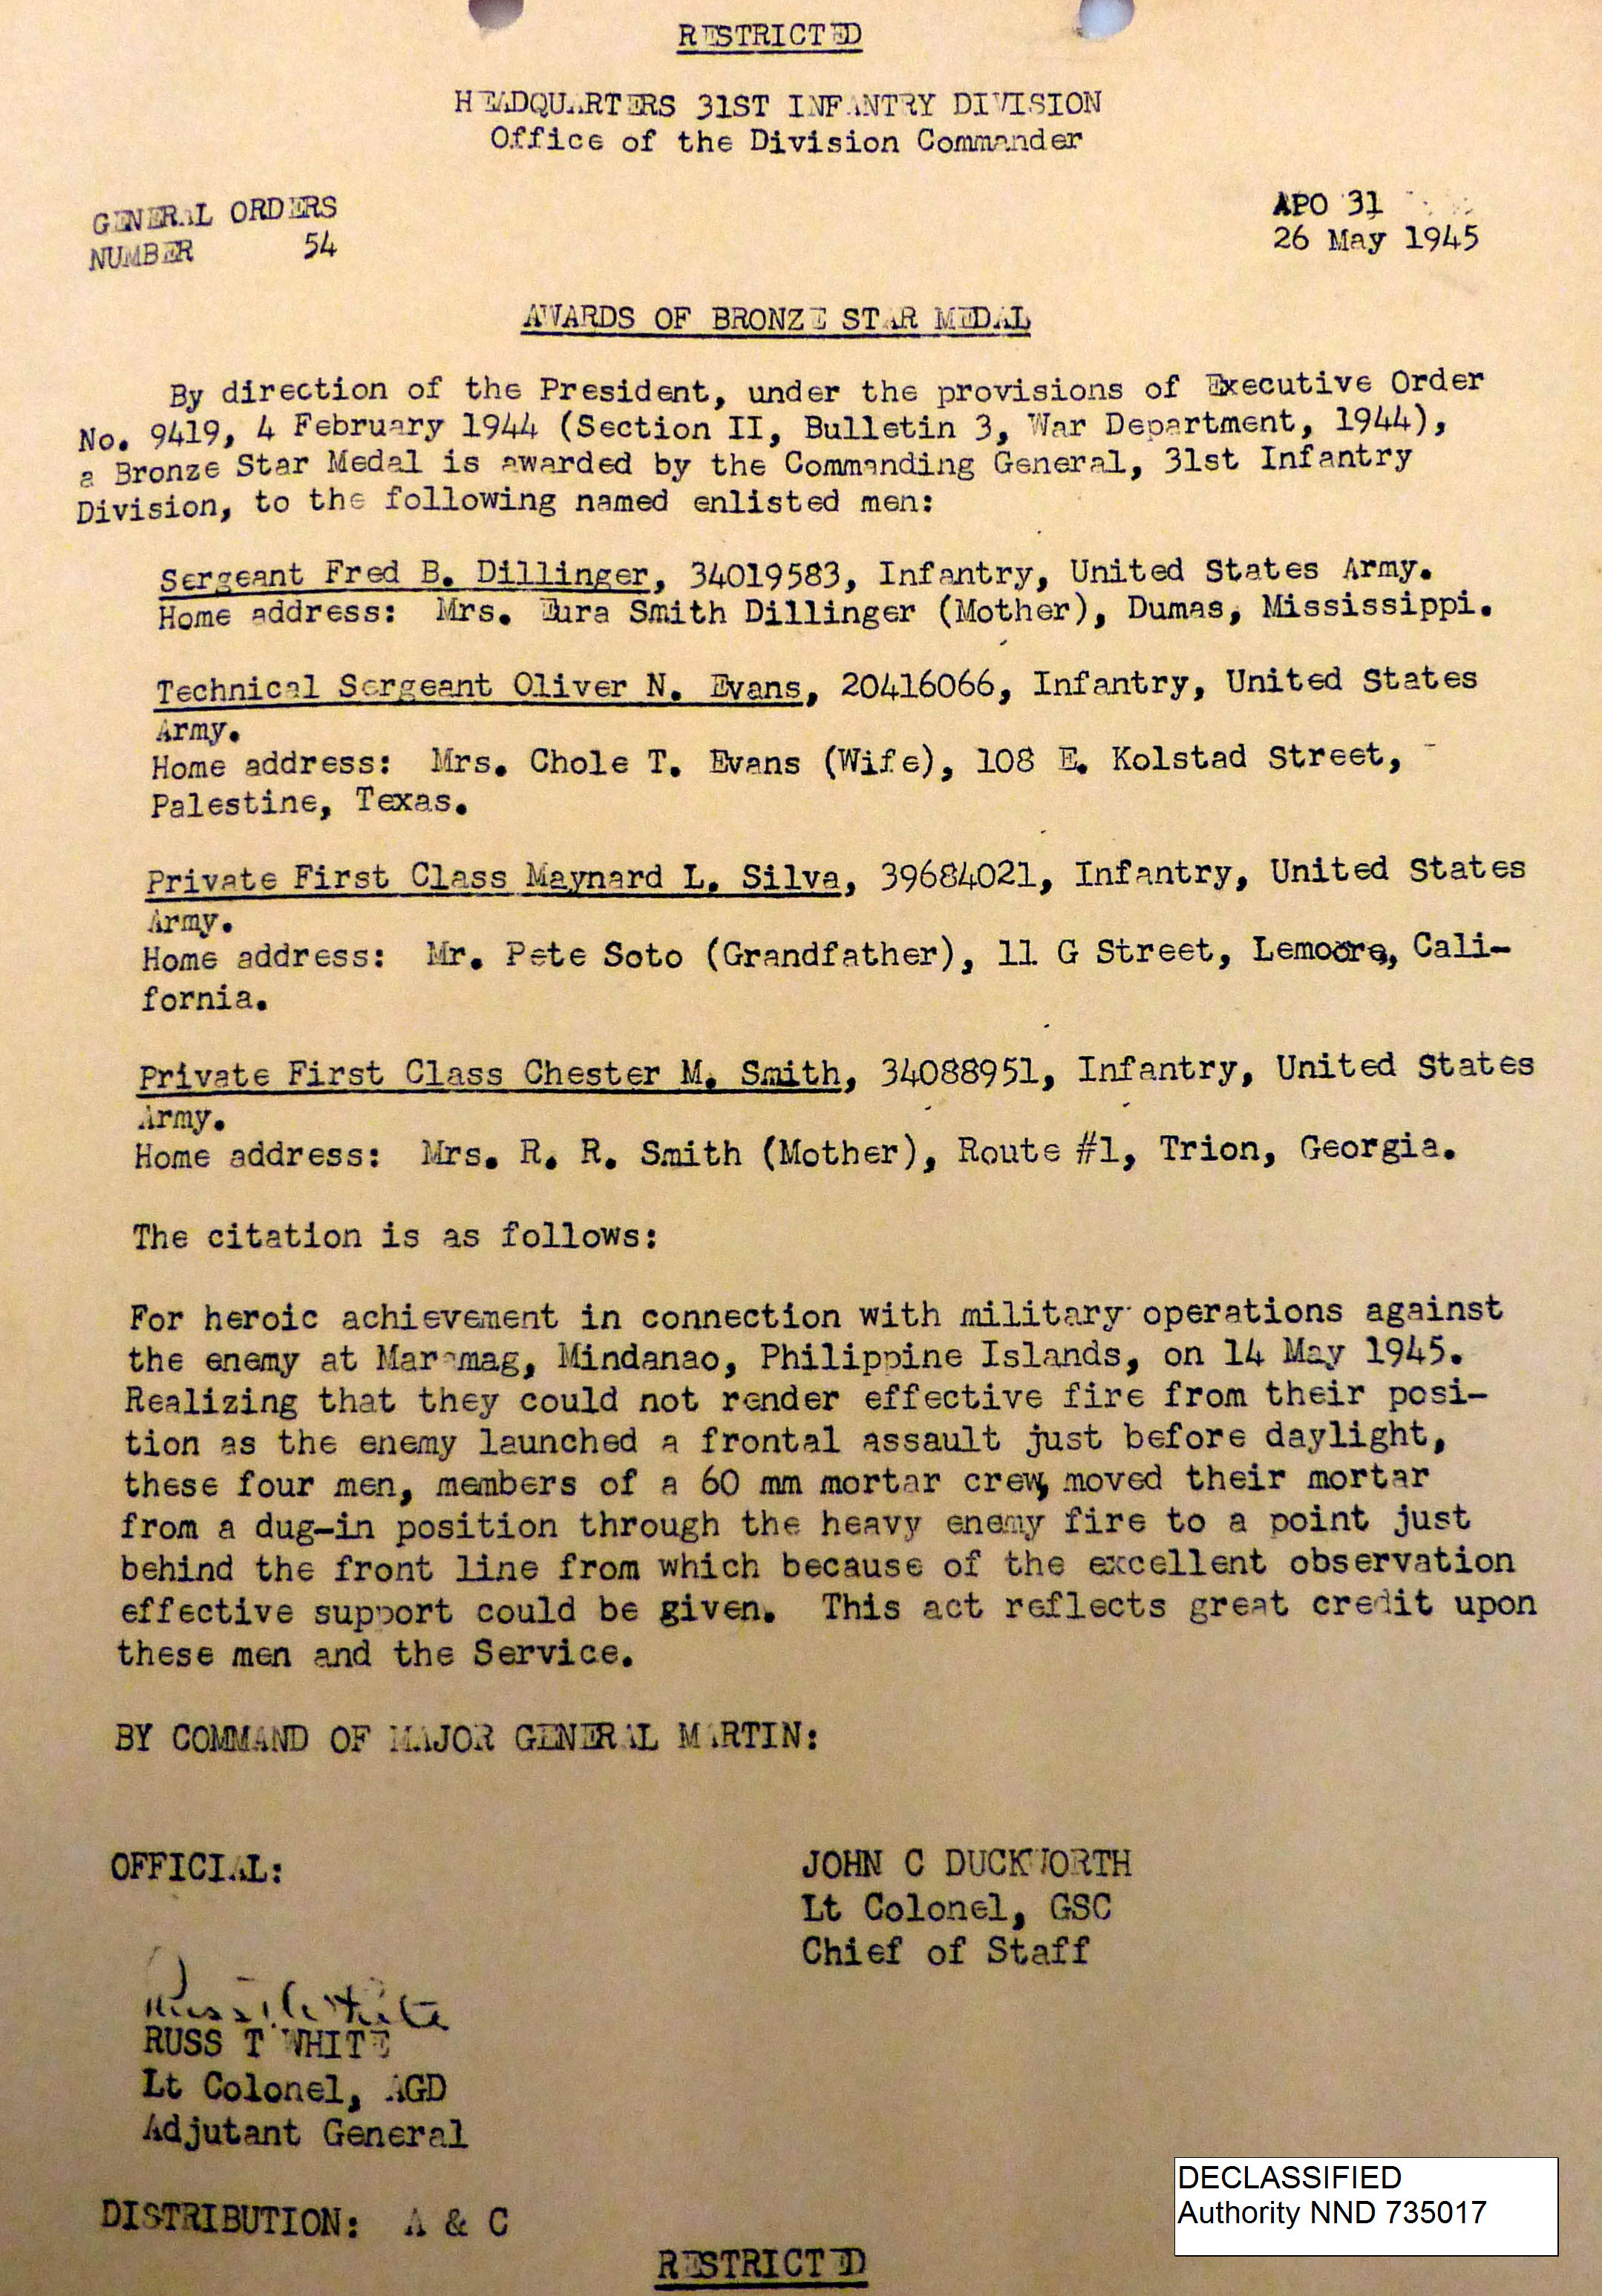 RESTRICTED
HEADQUARTERS 31ST INFANTRY DIVISION
Office of the Division Commander
GENERAL ORDERS
NUMBER 54
APO 31
26 May 1945
AWARDS OF BRONZE STAR MEDAL
By direction of the President, under the provisions of Executive Order
No. 9419, 4 February 1944 (Section II, Bulletin 3, War Department, 1944),
a Bronze Star Medal is awarded by the Commanding General, 31st Infantry
Division, to the following named enlisted men:
Sergeant Fred B. Dillinger, 34019583, Infantry, United States Army.
Home address: Mrs. Eura Smith Dillinger (Mother), Dumas, Mississippi.
Technical Sergeant Oliver N. Evans, 20416066, Infantry, United States
Army.
Home address: Mrs. Chole T. Evans (Wife), 108 E. Kolstad Street,
Palestine, Texas.
Private First Class Maynard L. Silva, 39684021, Infantry, United States
Army.
Home address: Mr. Pete Soto (Grandfather), 11 G Street, Lemoore, Cali-
fornia.
Private First Class Chester M. Smith, 34088951, Infantry, United States
Army.
Home address: Mrs. R. R. Smith (Mother), Route #1, Trion, Georgia.
The citation is as follows:
For heroic achievement in connection with military operations against
the enemy at Maramag, Mindanao, Philippine Islands, on 14 May 1945.
Realizing that they could not render effective fire from their posi-
tion as the enemy launched a frontal assault just before daylight,
these four men, members of a 60 mm mortar crew, moved their mortar
from a dug-in position through the heavy enemy fire to a point just
behind the front line from which because of the excellent observation
effective support could be given. This act reflects great credit upon
these men and the Service.
BY COMMAND OF MAJOR GENERAL MARTIN:
OFFICIAL:
JOHN C DUCKWORTH
Lt Colonel, GSC
Chief of Staff
Russ T White
RUSS T WHITE
Lt Colonel, AGD
Adjutant General
DISTRIBUTION: A & C
RESTRICTED
DECLASSIFIED
Authority NND 735017